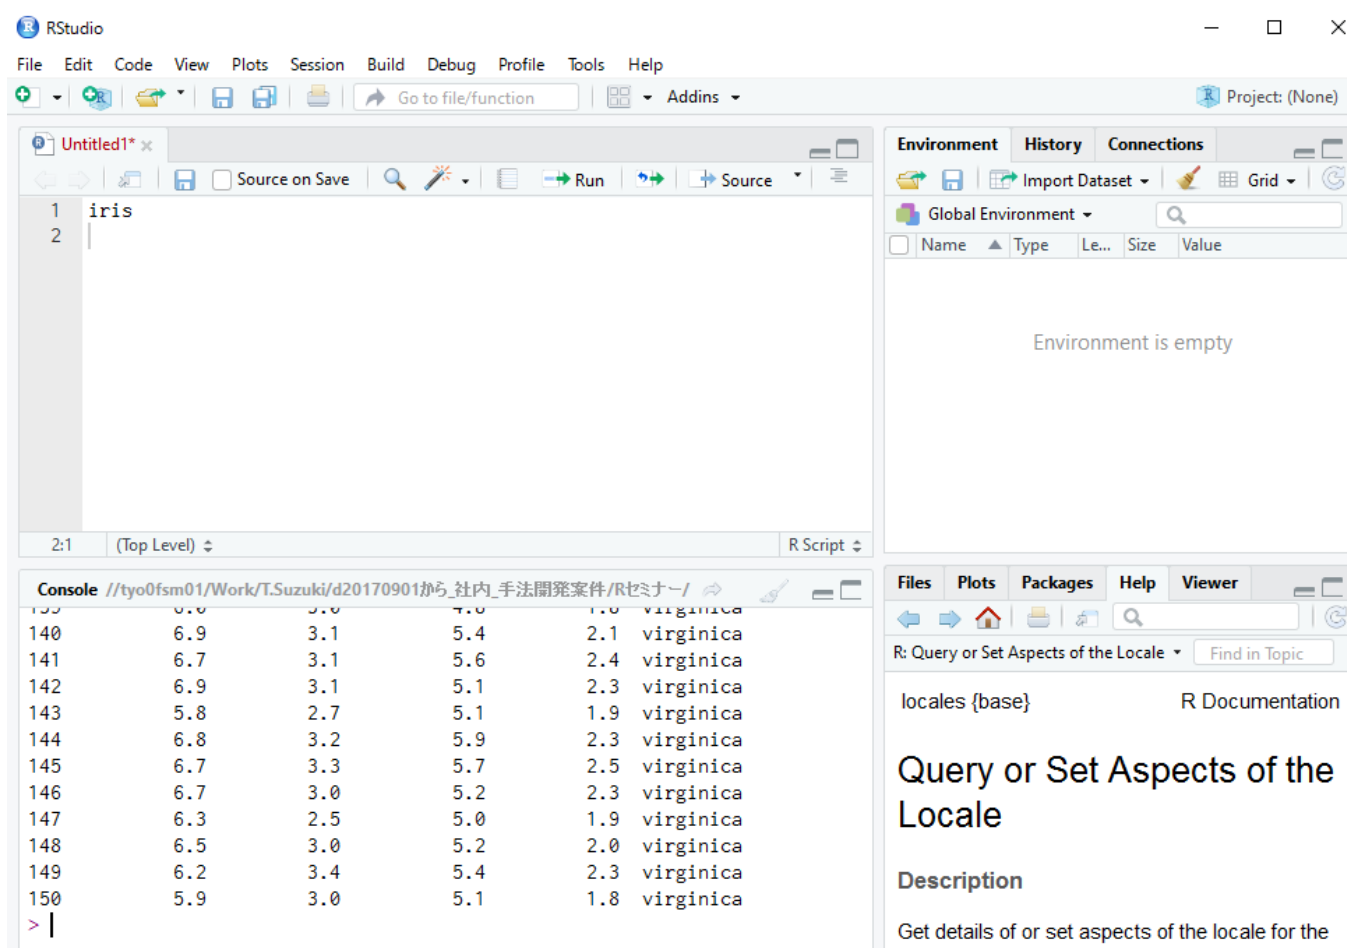 RStudio
File Edit Code View Plots Session Build Debug Profile Tools Help
Go to file/function Addins Project: (None)
Untitled1*
Source on Save Run Source
1 iris
2
2:1 (Top Level) R Script
Console //tyo0fsm01/Work/T.Suzuki/d20170901から_社内_手法開発案件/Rセミナー/
140 6.9 3.1 5.4 2.1 virginica
141 6.7 3.1 5.6 2.4 virginica
142 6.9 3.1 5.1 2.3 virginica
143 5.8 2.7 5.1 1.9 virginica
144 6.8 3.2 5.9 2.3 virginica
145 6.7 3.3 5.7 2.5 virginica
146 6.7 3.0 5.2 2.3 virginica
147 6.3 2.5 5.0 1.9 virginica
148 6.5 3.0 5.2 2.0 virginica
149 6.2 3.4 5.4 2.3 virginica
150 5.9 3.0 5.1 1.8 virginica
>
Environment History Connections
Import Dataset Grid
Global Environment
Name Type Le... Size Value
Environment is empty
Files Plots Packages Help Viewer
R: Query or Set Aspects of the Locale Find in Topic
locales {base} R Documentation
Query or Set Aspects of the
Locale
Description
Get details of or set aspects of the locale for the